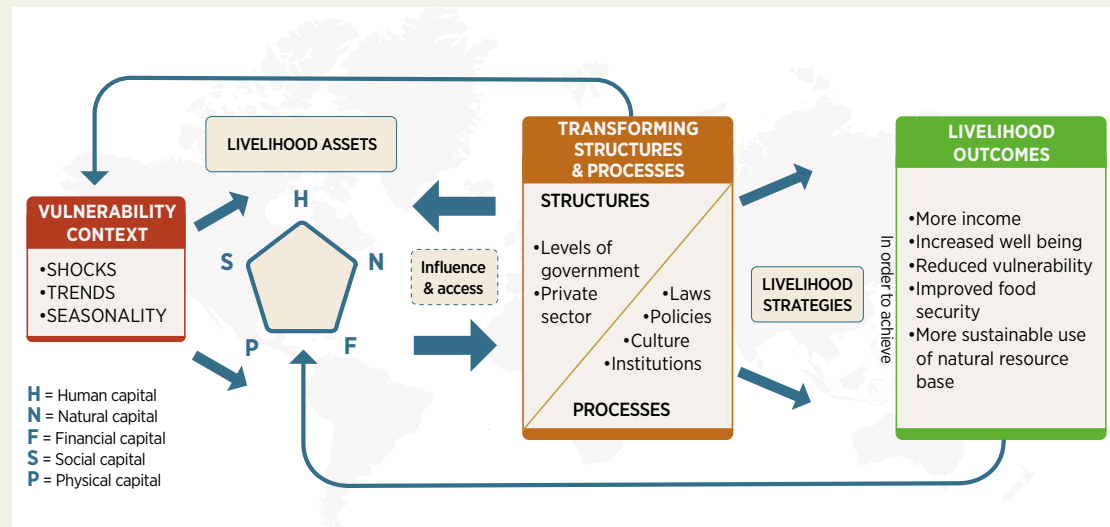 LIVELIHOOD ASSETS
VULNERABILITY
CONTEXT
•SHOCKS
•TRENDS
•SEASONALITY
H
S
N
P
F
H = Human capital
N = Natural capital
F = Financial capital
S = Social capital
P = Physical capital
Influence
& access
TRANSFORMING
STRUCTURES
& PROCESSES
STRUCTURES
•Levels of
government
•Private
sector
•Laws
•Policies
•Culture
•Institutions
PROCESSES
LIVELIHOOD
STRATEGIES
In order to achieve
LIVELIHOOD
OUTCOMES
•More income
•Increased well being
•Reduced vulnerability
•Improved food
security
•More sustainable use
of natural resource
base